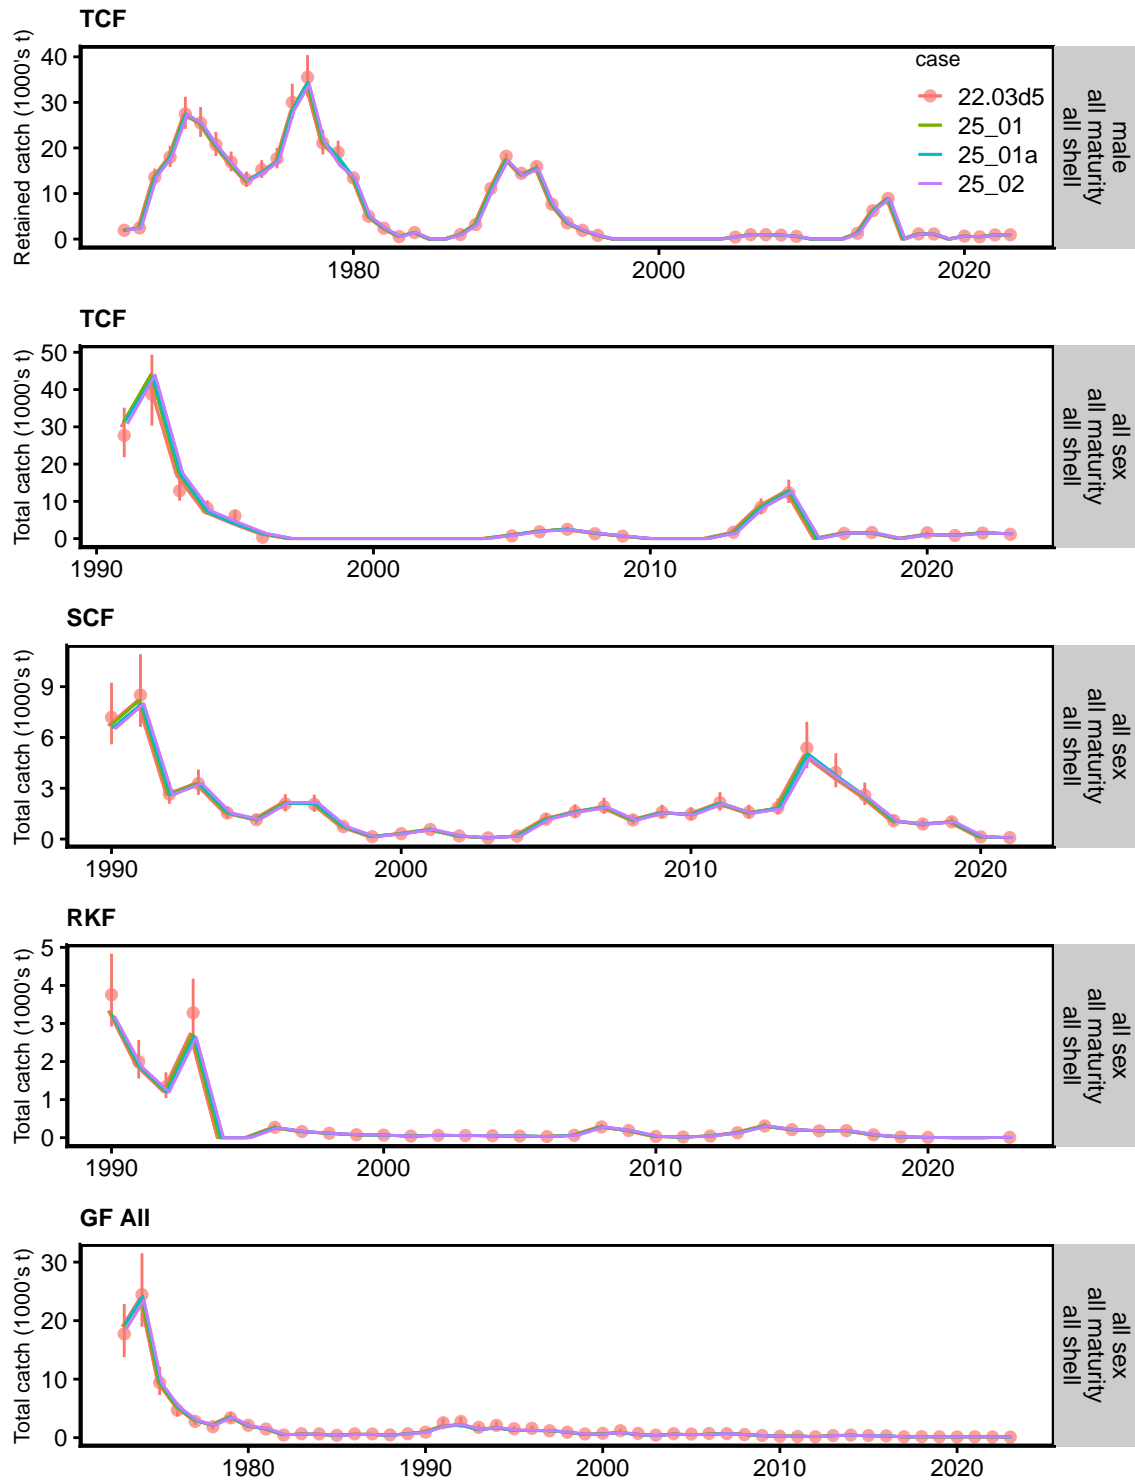 TCF
Retained catch (1000's t)
40
30
20
10
0
case
22.03d5
25_01
25_01a
25_02
male
all maturity
all shell
1980
2000
2020
TCF
Total catch (1000's t)
50
40
30
20
10
0
all sex
all maturity
all shell
1990
2000
2010
2020
SCF
Total catch (1000's t)
9
6
3
0
all sex
all maturity
all shell
1990
2000
2010
2020
RKF
Total catch (1000's t)
5
4
3
2
1
0
all sex
all maturity
all shell
1990
2000
2010
2020
GF All
Total catch (1000's t)
30
20
10
0
all sex
all maturity
all shell
1980
1990
2000
2010
2020